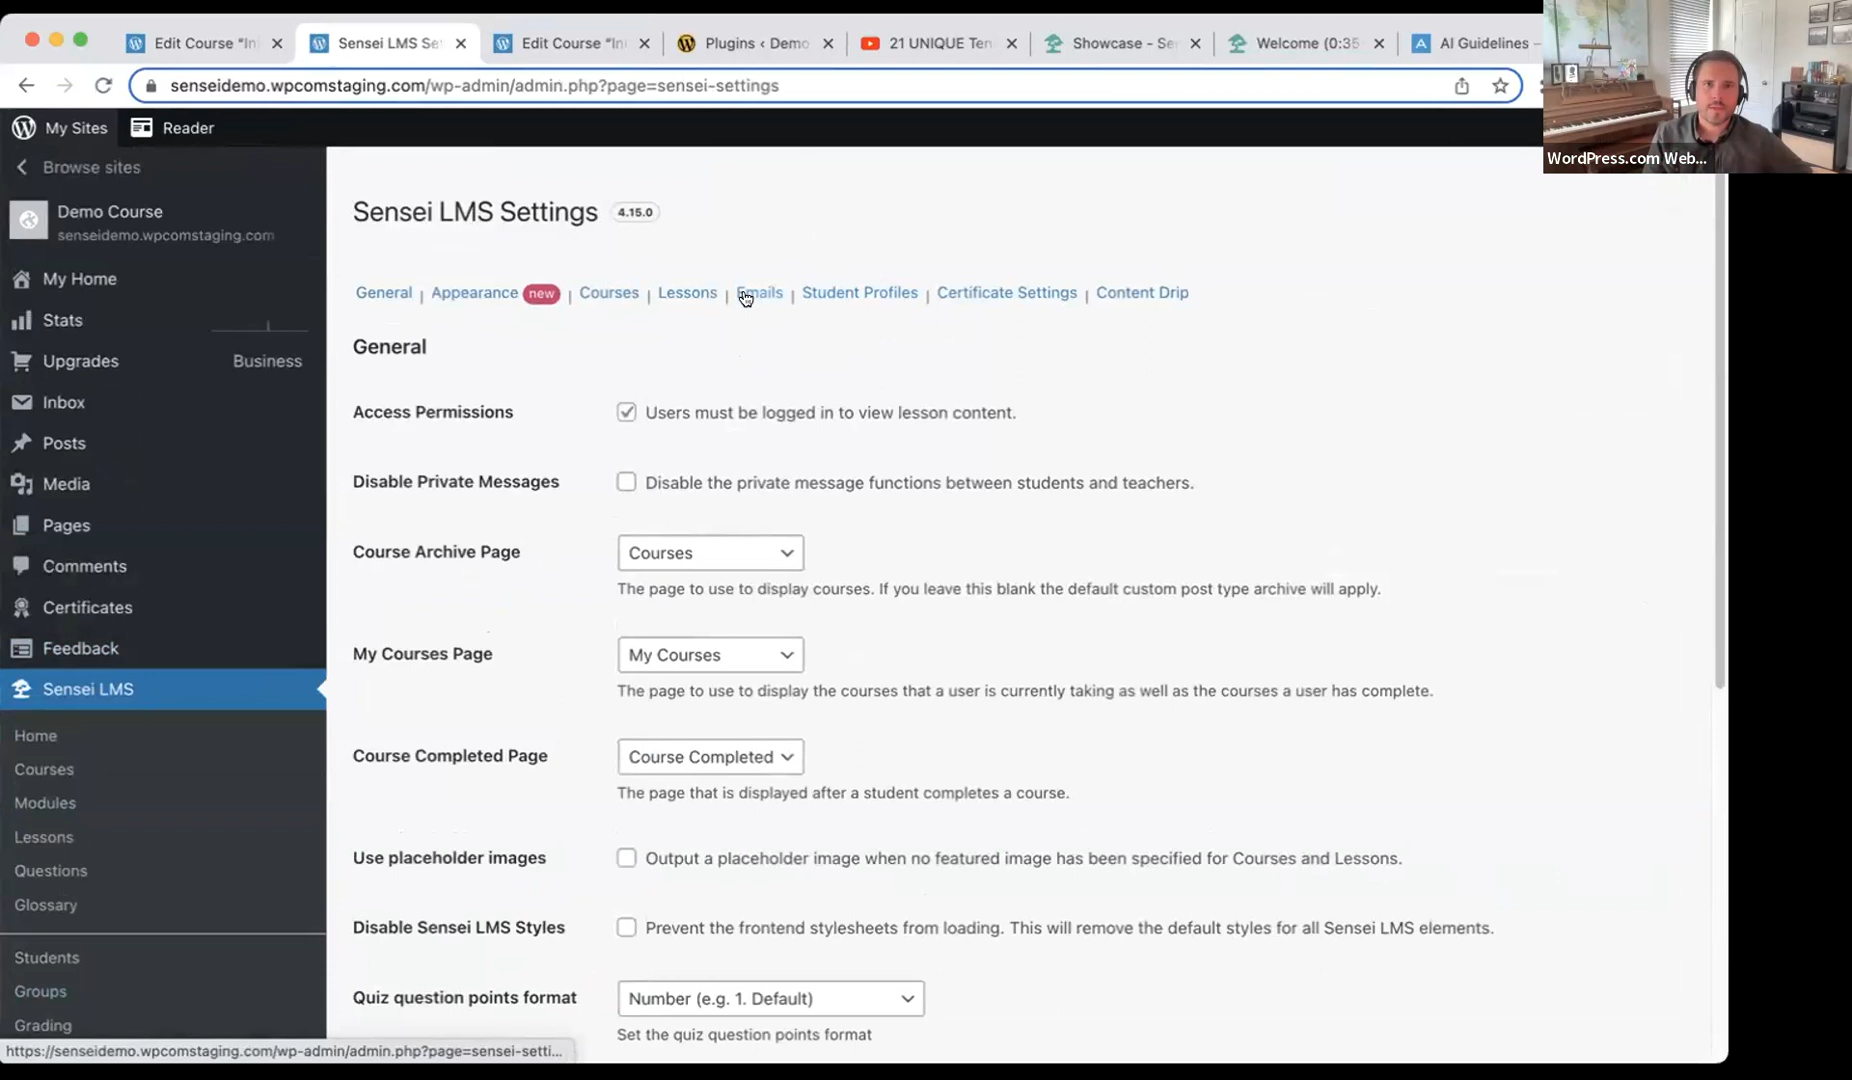 Edit Course "In
Sensei LMS Se
Edit Course "In
Plugins ‹ Demo
21 UNIQUE Ten
Showcase - Se
Welcome (0:35
AI Guidelines –
senseidemo.wpcomstaging.com/wp-admin/admin.php?page=sensei-settings
WordPress.com Web...
My Sites
Reader
Browse sites
Demo Course
senseidemo.wpcomstaging.com
My Home
Stats
Upgrades Business
Inbox
Posts
Media
Pages
Comments
Certificates
Feedback
Sensei LMS
Home
Courses
Modules
Lessons
Questions
Glossary
Students
Groups
Grading
https://senseidemo.wpcomstaging.com/wp-admin/admin.php?page=sensei-setti...
Sensei LMS Settings 4.15.0
General | Appearance new | Courses | Lessons | Emails | Student Profiles | Certificate Settings | Content Drip
General
Access Permissions Users must be logged in to view lesson content.
Disable Private Messages Disable the private message functions between students and teachers.
Course Archive Page Courses
The page to use to display courses. If you leave this blank the default custom post type archive will apply.
My Courses Page My Courses
The page to use to display the courses that a user is currently taking as well as the courses a user has complete.
Course Completed Page Course Completed
The page that is displayed after a student completes a course.
Use placeholder images Output a placeholder image when no featured image has been specified for Courses and Lessons.
Disable Sensei LMS Styles Prevent the frontend stylesheets from loading. This will remove the default styles for all Sensei LMS elements.
Quiz question points format Number (e.g. 1. Default)
Set the quiz question points format